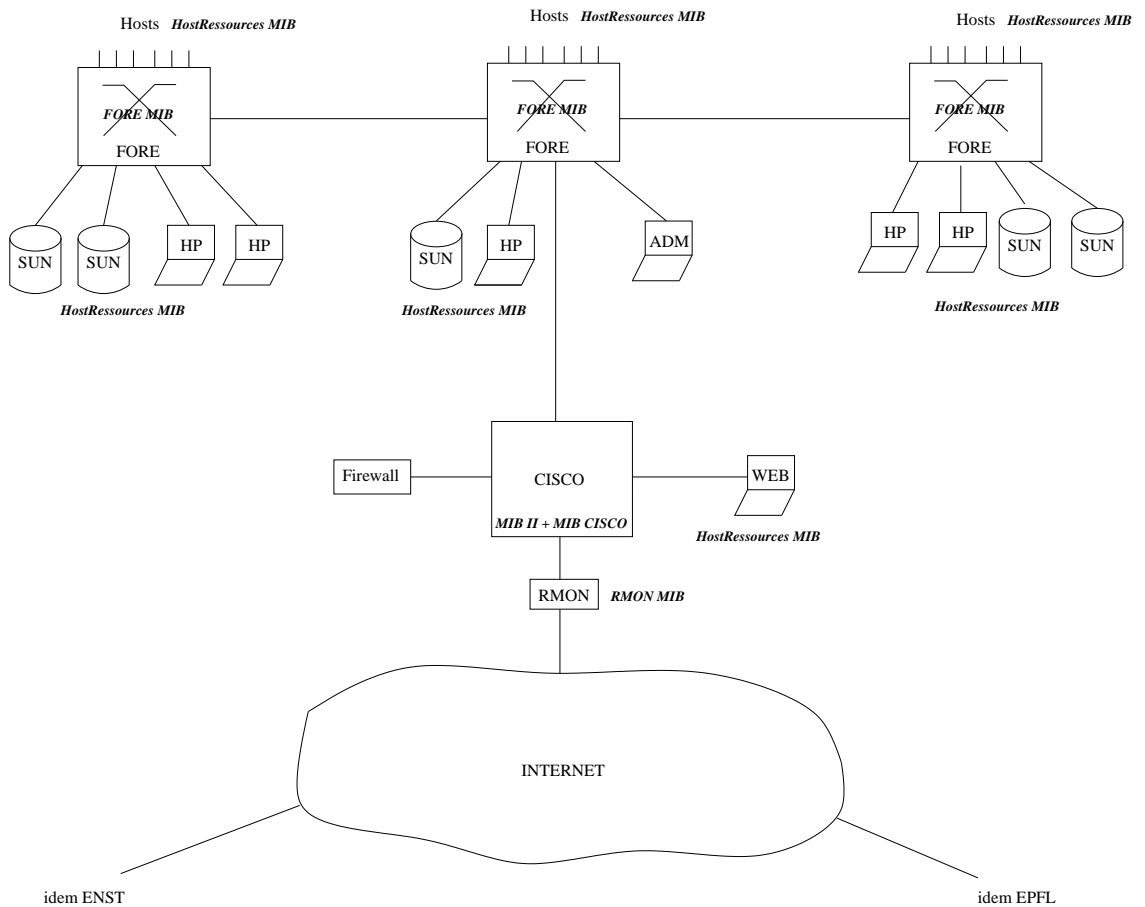 Hosts HostRessources MIB
Hosts HostRessources MIB
Hosts HostRessources MIB
FORE MIB
FORE
FORE MIB
FORE
FORE MIB
FORE
SUN
SUN
HP
HP
HostRessources MIB
SUN
HP
ADM
HostRessources MIB
HP
HP
SUN
SUN
HostRessources MIB
Firewall
CISCO
MIB II + MIB CISCO
WEB
HostRessources MIB
RMON
RMON MIB
INTERNET
idem ENST
idem EPFL